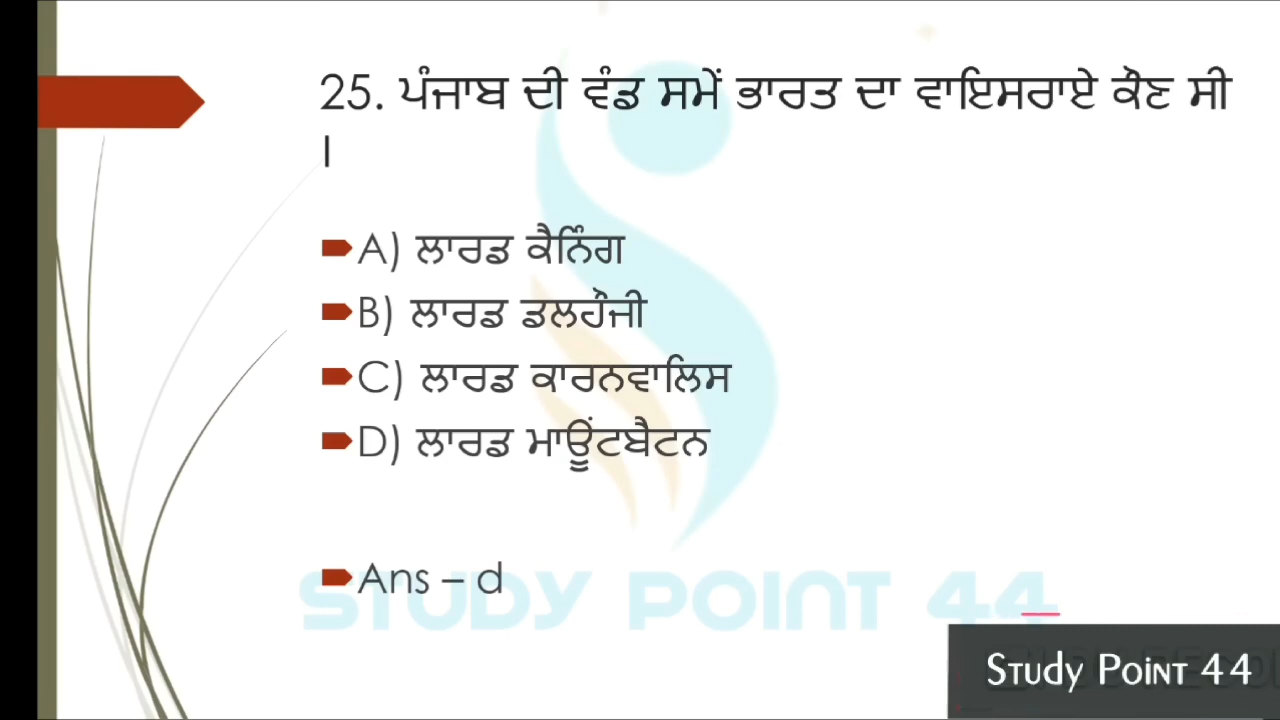 25. ਪੰਜਾਬ ਦੀ ਵੰਡ ਸਮੇਂ ਭਾਰਤ ਦਾ ਵਾਇਸਰਾਏ ਕੌਣ ਸੀ
।
A) ਲਾਰਡ ਕੈਨਿੰਗ
B) ਲਾਰਡ ਡਲਹੌਜੀ
C) ਲਾਰਡ ਕਾਰਨਵਾਲਿਸ
D) ਲਾਰਡ ਮਾਊਂਟਬੈਟਨ
Ans – d
STUDY POINT 44
Study Point 44